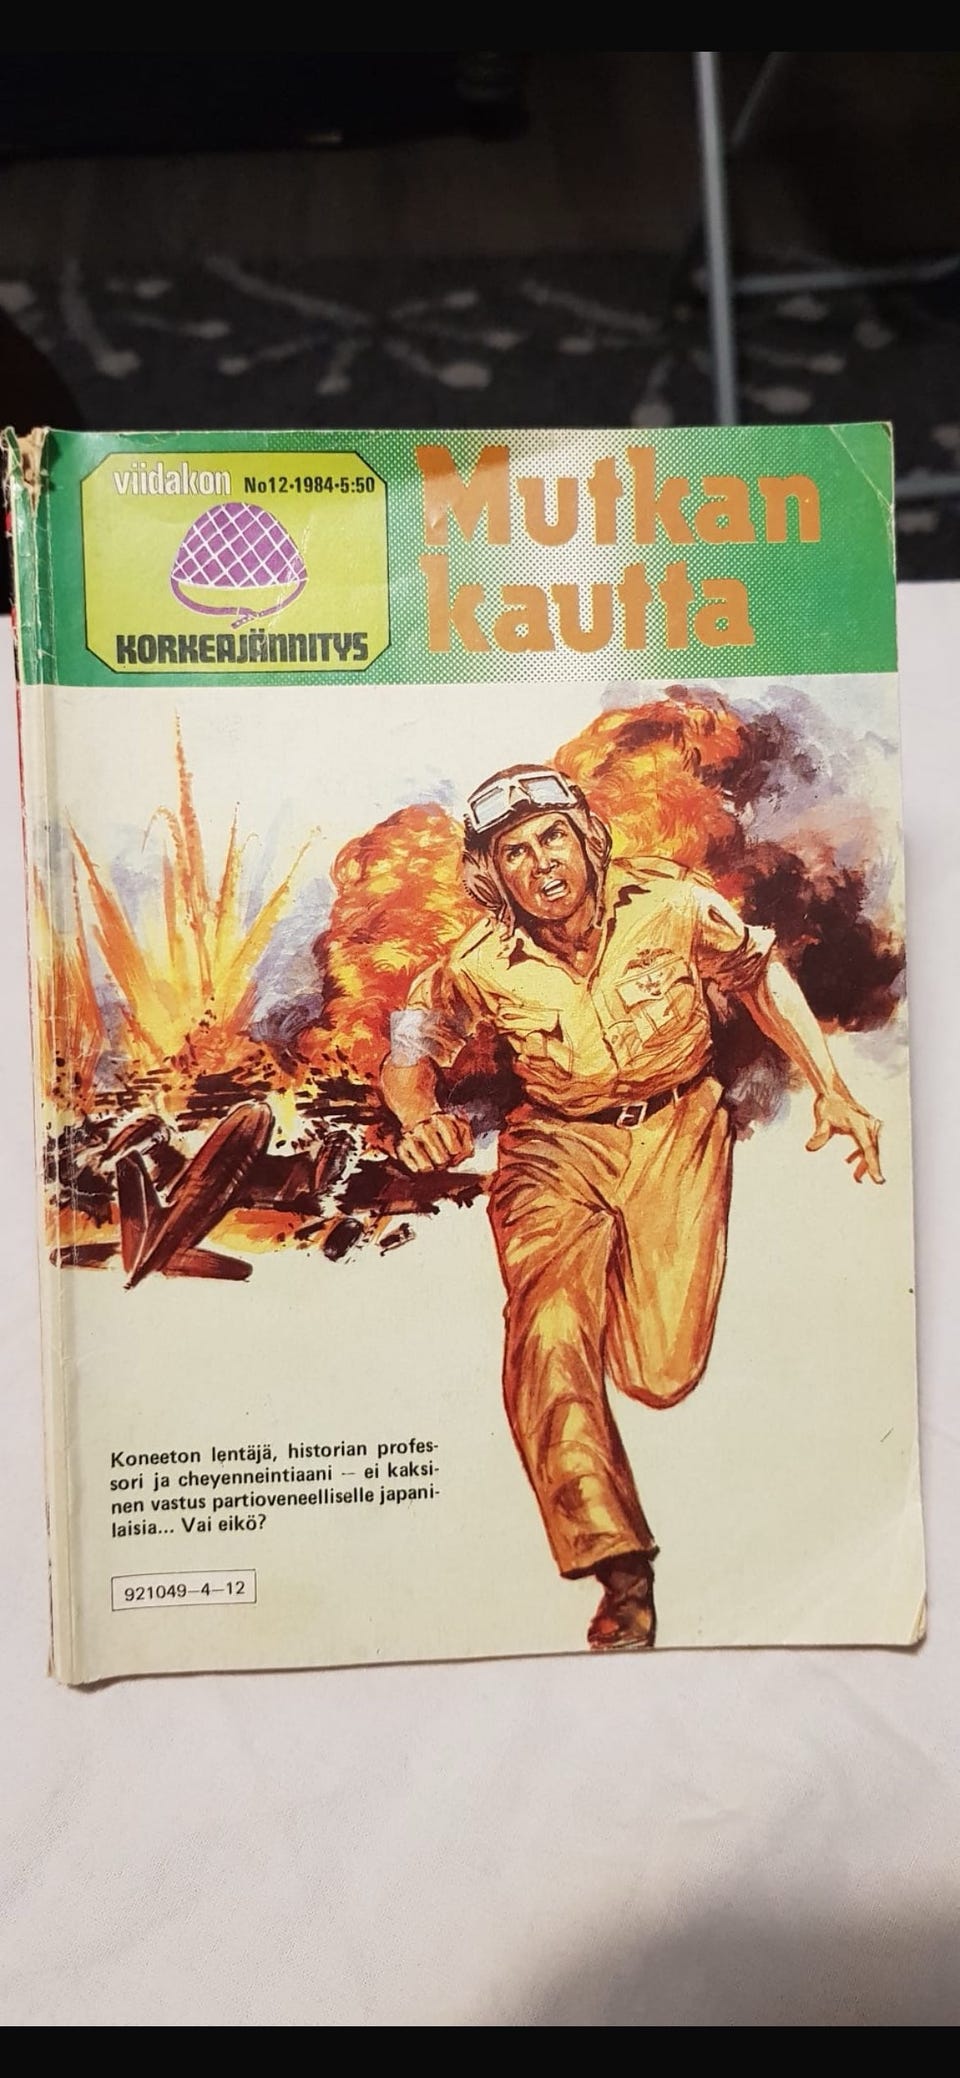 viidakon No12•1984•5:50
KORKEAJÄNNITYS
Mutkan
kautta
Koneeton lentäjä, historian profes-
sori ja cheyenneintiaani — ei kaksi-
nen vastus partioveneelliselle japani-
laisia... Vai eikö?
921049—4—12